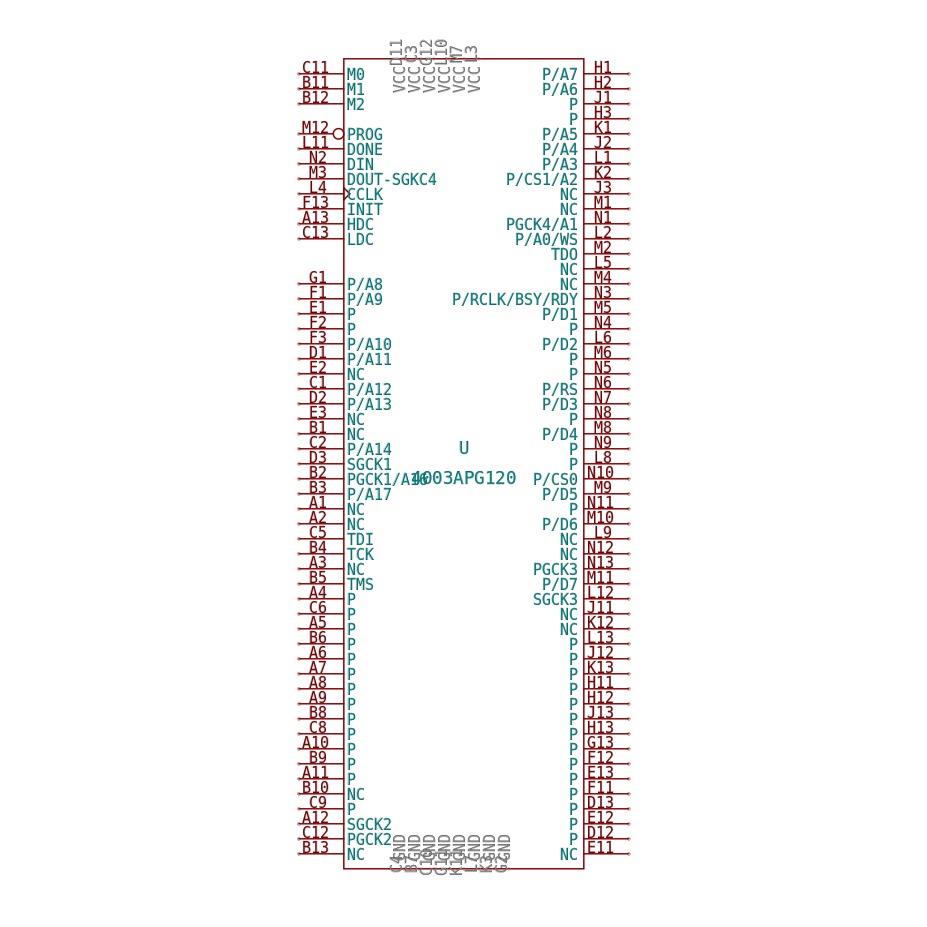 D11 C3 G12 L10 M7 L3
VCC VCC VCC VCC VCC VCC
C11 M0 P/A7 H1
B11 M1 P/A6 H2
B12 M2 P J1
P H3
M12 PROG P/A5 K1
L11 DONE P/A4 J2
N2 DIN P/A3 L1
M3 DOUT-SGKC4 P/CS1/A2 K2
L4 CCLK NC J3
F13 INIT NC M1
A13 HDC PGCK4/A1 N1
C13 LDC P/A0/WS L2
TDO M2
NC L5
G1 P/A8 NC M4
F1 P/A9 P/RCLK/BSY/RDY N3
E1 P P/D1 M5
F2 P P N4
F3 P/A10 P/D2 L6
D1 P/A11 P M6
E2 NC P N5
C1 P/A12 P/RS N6
D2 P/A13 P/D3 N7
E3 NC P N8
B1 NC P/D4 M8
C2 P/A14 P N9
D3 SGCK1 P L8
B2 PGCK1/A16 P/CS0 N10
B3 P/A17 P/D5 M9
A1 NC P N11
A2 NC P/D6 M10
C5 TDI NC L9
B4 TCK NC N12
A3 NC PGCK3 N13
B5 TMS P/D7 M11
A4 P SGCK3 L12
C6 P NC J11
A5 P NC K12
B6 P P L13
A6 P P J12
A7 P P K13
A8 P P H11
A9 P P H12
B8 P P J13
C8 P P H13
A10 P P G13
B9 P P F12
A11 P P E13
B10 NC P F11
C9 P P D13
A12 SGCK2 P E12
C12 PGCK2 P D12
B13 NC NC E11
U
4003APG120
GND GND GND GND GND GND GND GND